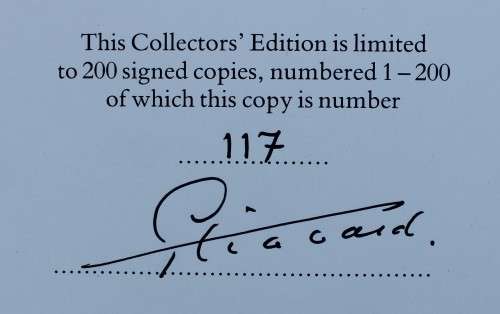 This Collectors' Edition is limited
to 200 signed copies, numbered 1 – 200
of which this copy is number
117